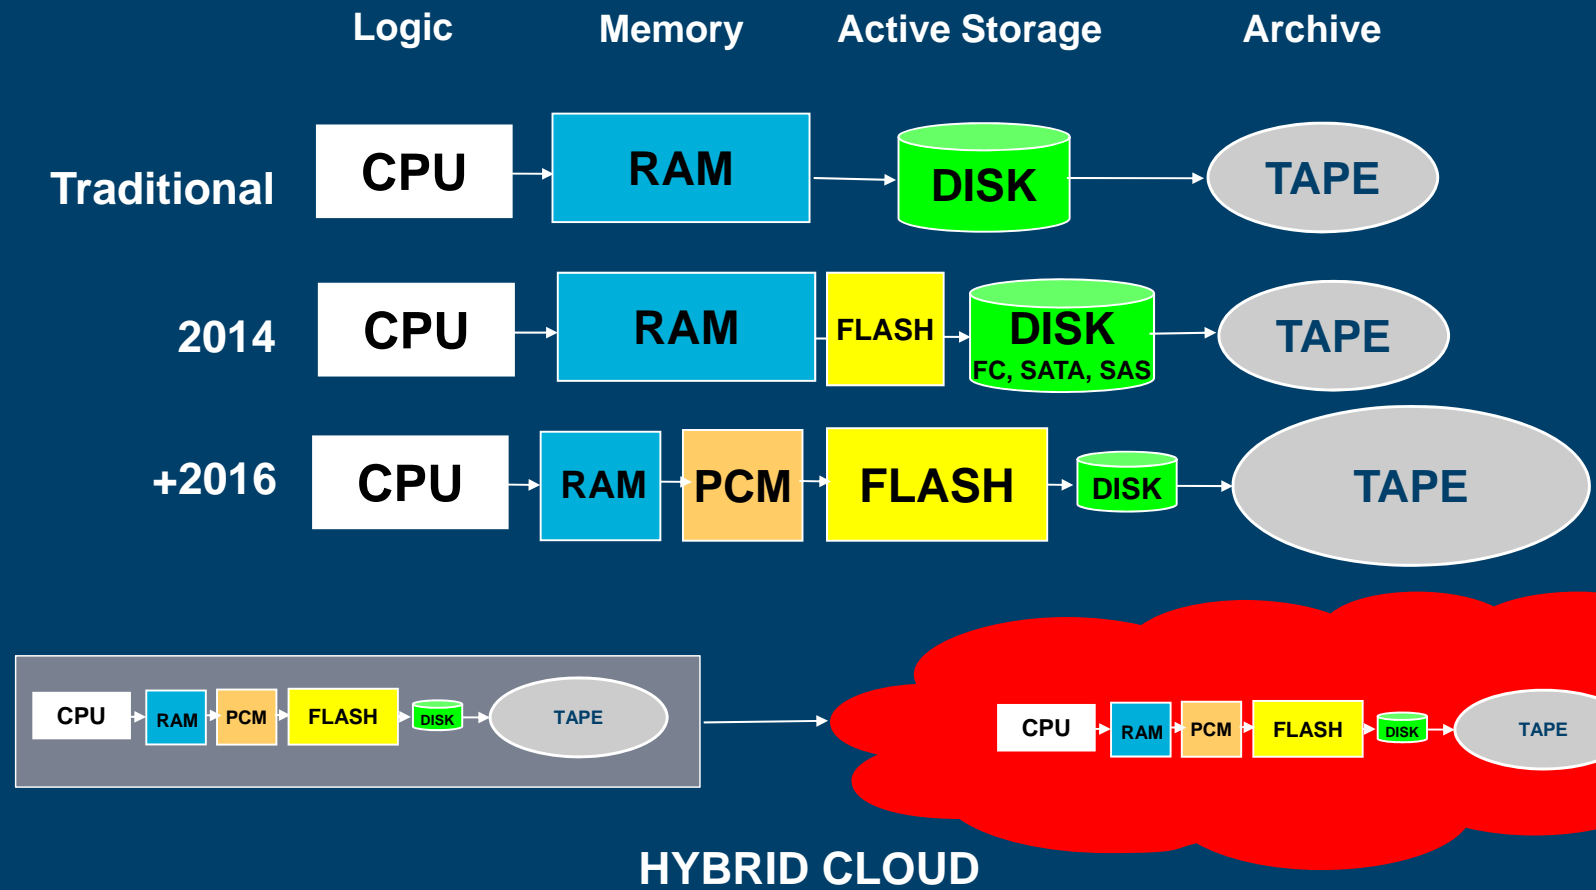 Logic Memory Active Storage Archive
Traditional CPU RAM DISK TAPE
2014 CPU RAM FLASH DISK TAPE
FC, SATA, SAS
+2016 CPU RAM PCM FLASH DISK TAPE
CPU RAM PCM FLASH DISK TAPE
CPU RAM PCM FLASH DISK TAPE
HYBRID CLOUD